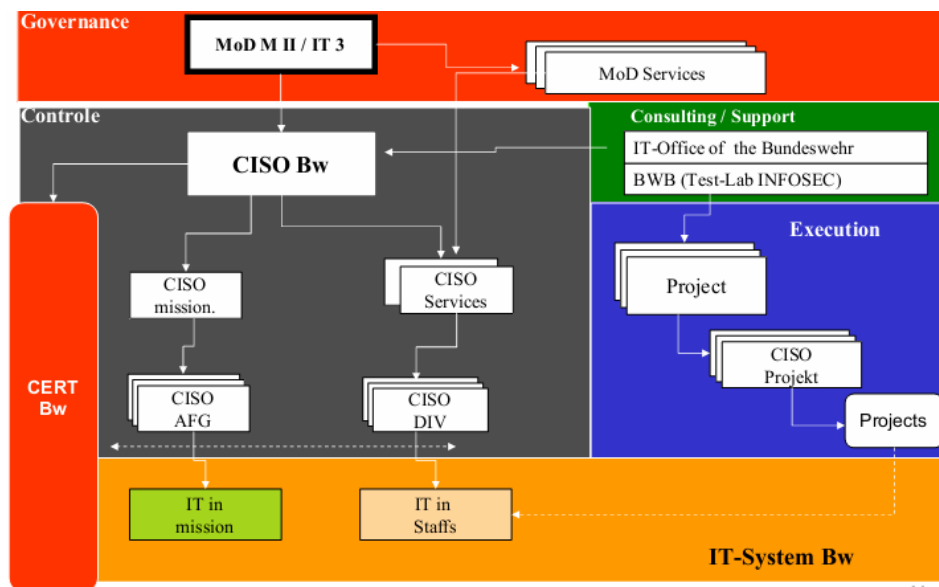 Governance
MoD M II / IT 3
MoD Services
Controle
Consulting / Support
IT-Office of the Bundeswehr
BWB (Test-Lab INFOSEC)
CISO Bw
Execution
CISO
mission.
CISO
Services
Project
CISO
Projekt
CERT
Bw
CISO
AFG
CISO
DIV
Projects
IT in
mission
IT in
Staffs
IT-System Bw